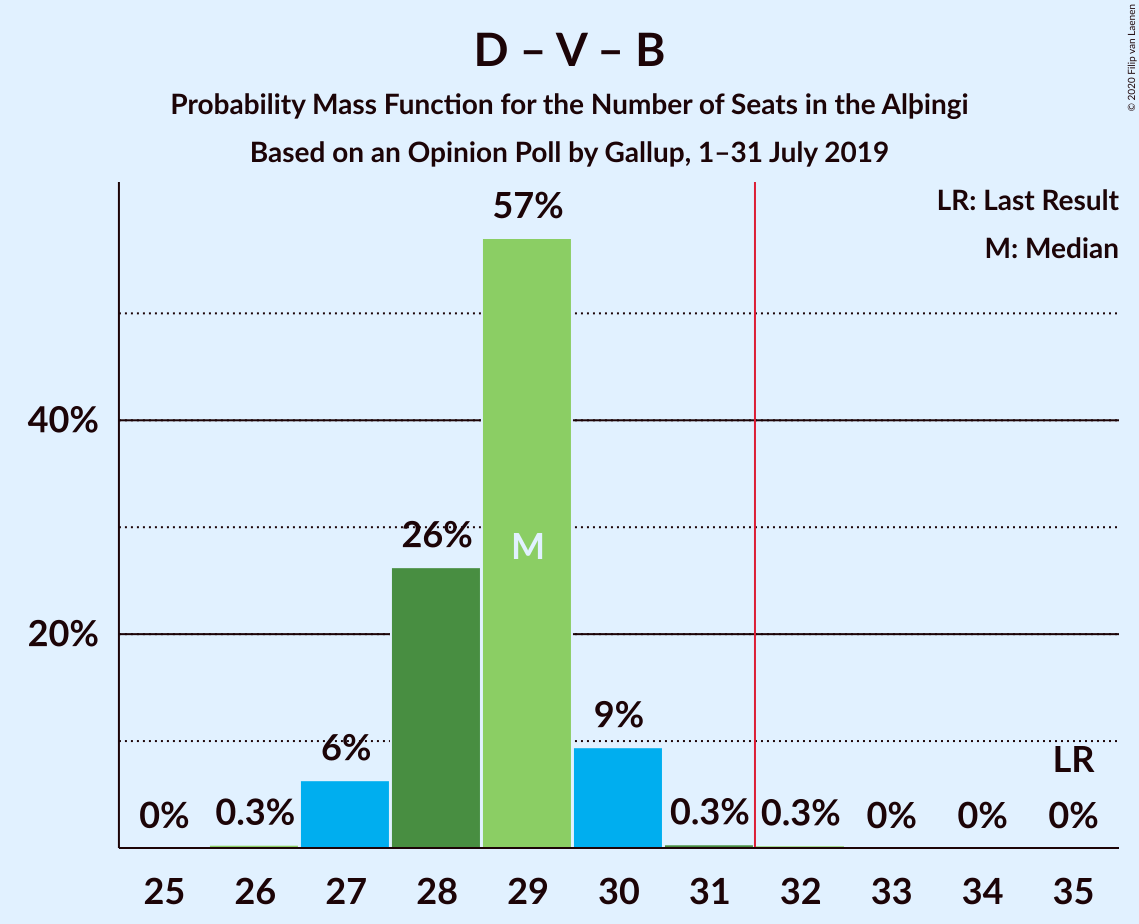 D – V – B
Probability Mass Function for the Number of Seats in the Alþingi
Based on an Opinion Poll by Gallup, 1–31 July 2019
© 2020 Filip van Laenen
LR: Last Result
M: Median
57%
40%
26%
M
20%
9%
6%
LR
0%
0.3%
0.3%
0.3%
0%
0%
0%
25 26 27 28 29 30 31 32 33 34 35